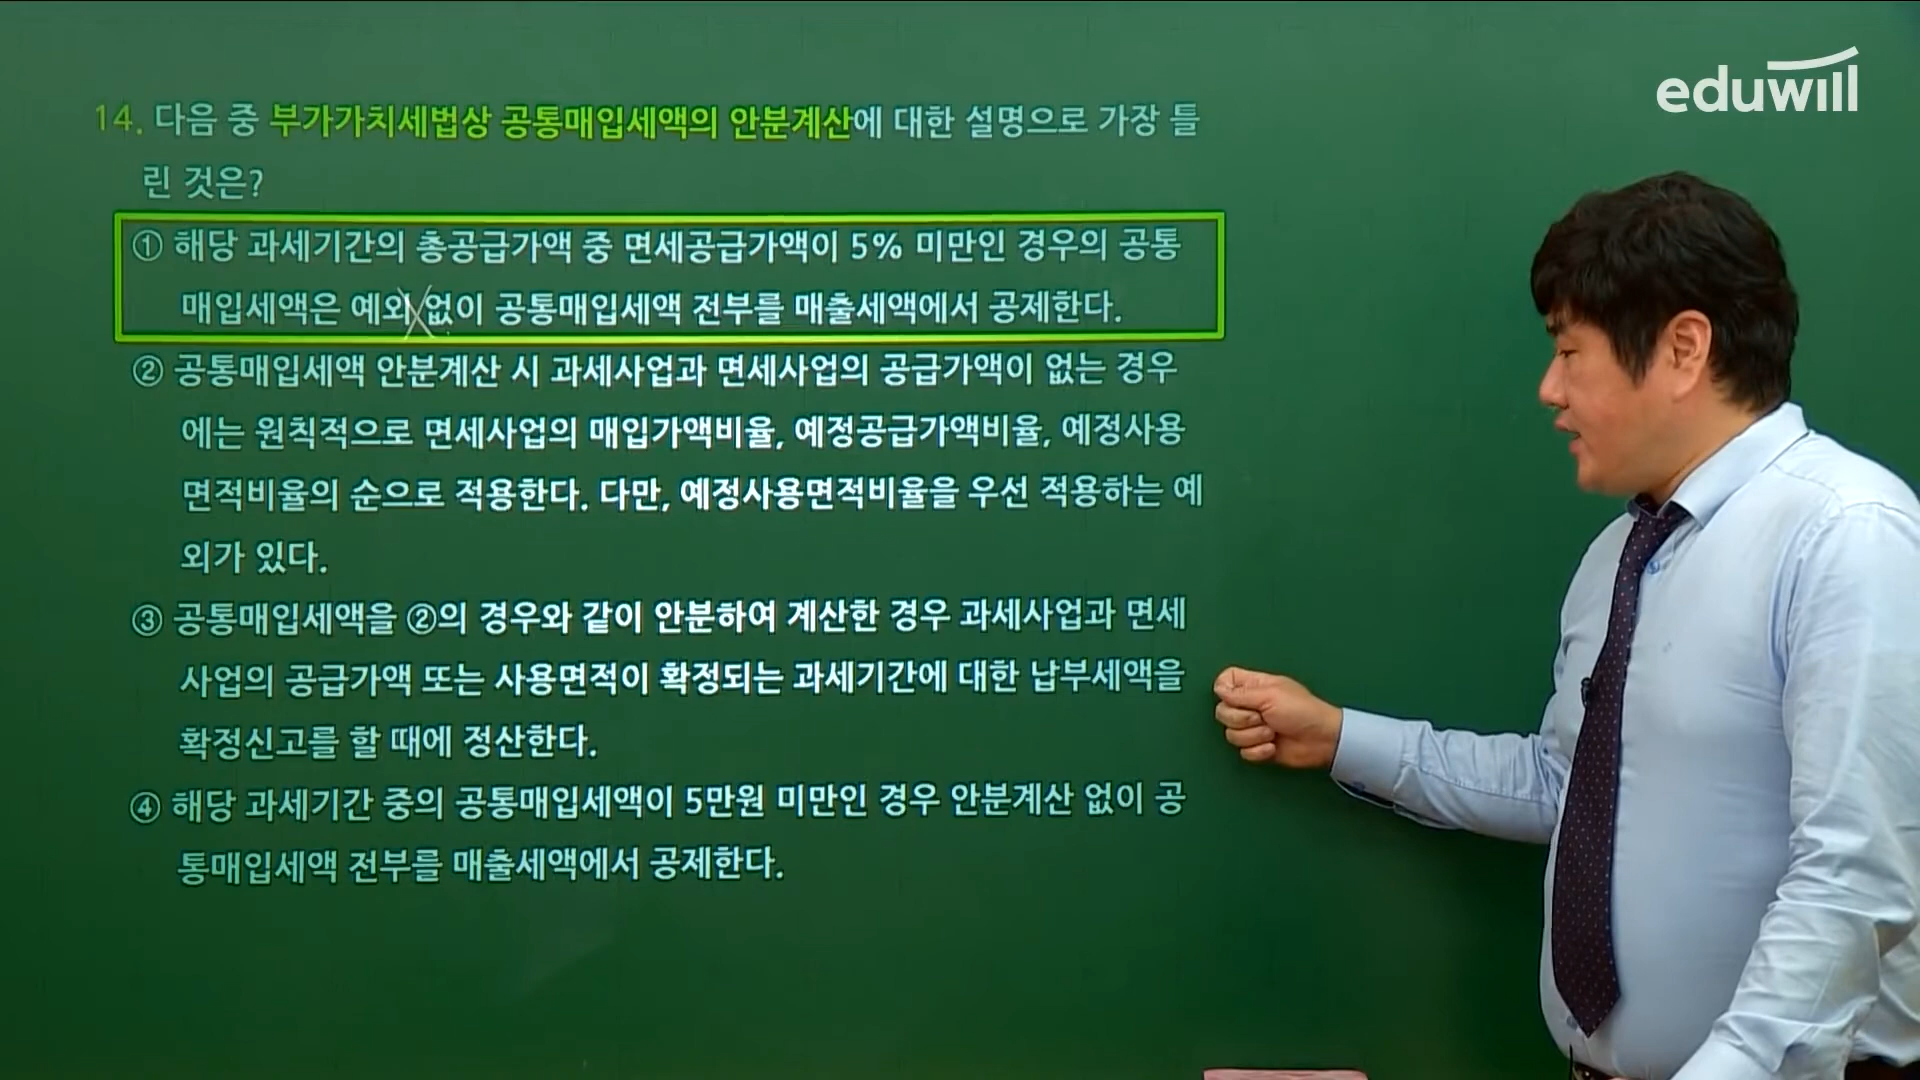 eduwill
14. 다음 중 부가가치세법상 공통매입세액의 안분계산에 대한 설명으로 가장 틀
린 것은?
① 해당 과세기간의 총공급가액 중 면세공급가액이 5% 미만인 경우의 공통
매입세액은 예외 없이 공통매입세액 전부를 매출세액에서 공제한다.
② 공통매입세액 안분계산 시 과세사업과 면세사업의 공급가액이 없는 경우
에는 원칙적으로 면세사업의 매입가액비율, 예정공급가액비율, 예정사용
면적비율의 순으로 적용한다. 다만, 예정사용면적비율을 우선 적용하는 예
외가 있다.
③ 공통매입세액을 ②의 경우와 같이 안분하여 계산한 경우 과세사업과 면세
사업의 공급가액 또는 사용면적이 확정되는 과세기간에 대한 납부세액을
확정신고를 할 때에 정산한다.
④ 해당 과세기간 중의 공통매입세액이 5만원 미만인 경우 안분계산 없이 공
통매입세액 전부를 매출세액에서 공제한다.